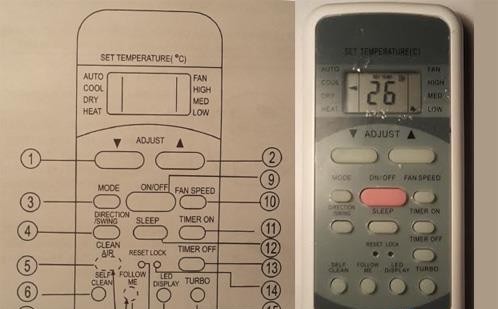 SET TEMPERATURE(°C)
AUTO FAN
COOL HIGH
DRY MED
HEAT LOW
▼ ADJUST ▲
1 2
9
MODE ON/OFF FAN SPEED
3 10
DIRECTION /SWING SLEEP TIMER ON
4 11
12
CLEAN AIR RESET LOCK TIMER OFF
5 13
SELF CLEAN FOLLOW ME LED DISPLAY TURBO
6 14
SET TEMPERATURE(C)
AUTO FAN
COOL HIGH
DRY MED
HEAT LOW
26
▼ ADJUST ▲
MODE ON/OFF FAN SPEED
DIRECTION /SWING SLEEP TIMER ON
RESET LOCK TIMER OFF
SELF CLEAN FOLLOW ME LED DISPLAY TURBO